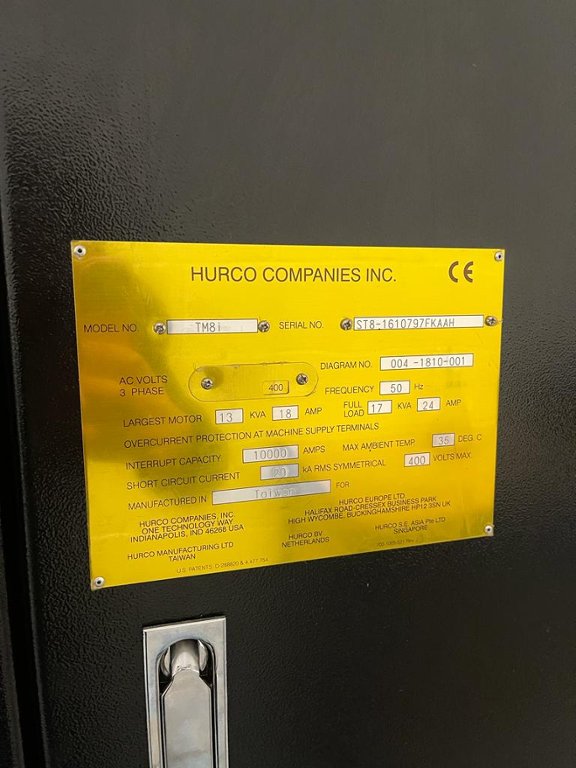 HURCO COMPANIES INC.
CE
MODEL NO. TM8i SERIAL NO. ST8-1610797FKAAH
DIAGRAM NO. 004-1810-001
AC VOLTS 3 PHASE 400 FREQUENCY 50 Hz
LARGEST MOTOR 13 KVA 18 AMP FULL LOAD 17 KVA 24 AMP
OVERCURRENT PROTECTION AT MACHINE SUPPLY TERMINALS
INTERRUPT CAPACITY: 10000 AMPS MAX AMBIENT TEMP. 35 DEG. C
SHORT CIRCUIT CURRENT 20 kA RMS SYMMETRICAL 400 VOLTS MAX.
MANUFACTURED IN Taiwan FOR
HURCO COMPANIES, INC.
ONE TECHNOLOGY WAY
INDIANAPOLIS, IN 46268 USA
HURCO EUROPE LTD.
HALIFAX ROAD-CRESSEX BUSINESS PARK
HIGH WYCOMBE, BUCKINGHAMSHIRE HP12 3SN UK
HURCO MANUFACTURING LTD
TAIWAN
HURCO BV
NETHERLANDS
HURCO S.E. ASIA Pte LTD
SINGAPORE
U.S. PATENTS: